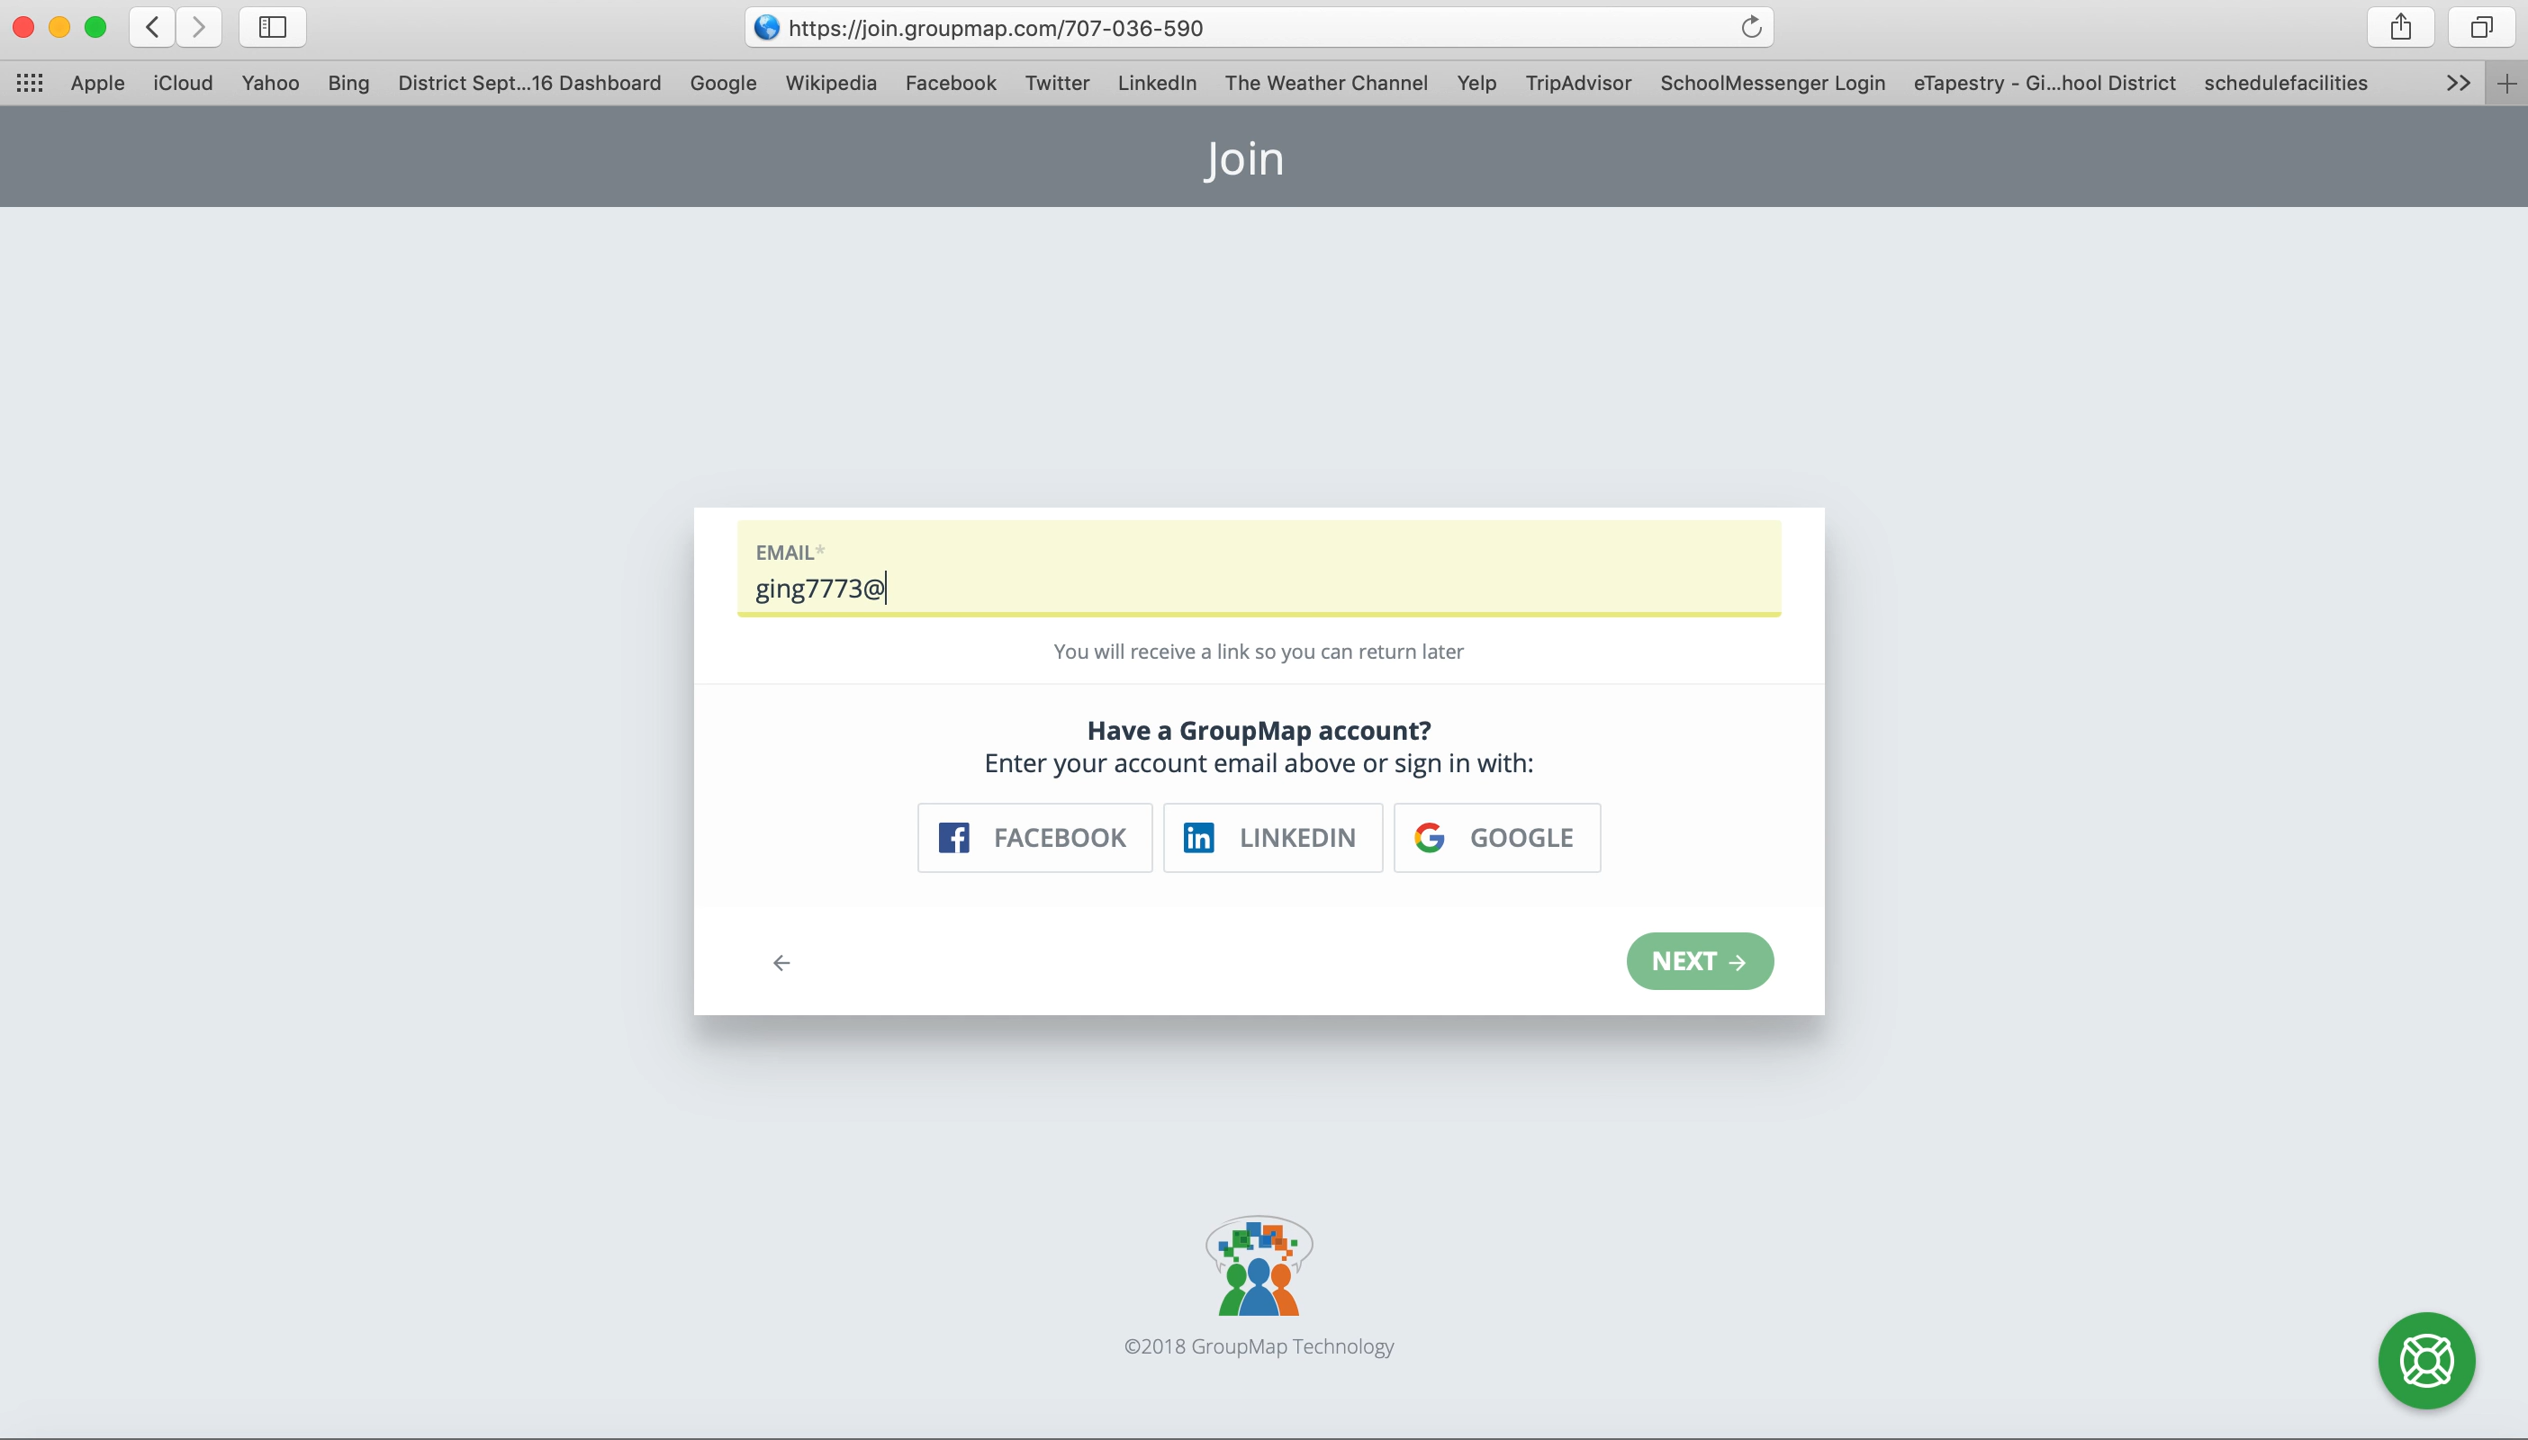 https://join.groupmap.com/707-036-590
Apple iCloud Yahoo Bing District Sept...16 Dashboard Google Wikipedia Facebook Twitter LinkedIn The Weather Channel Yelp TripAdvisor SchoolMessenger Login eTapestry - Gi...hool District schedulefacilities
Join
EMAIL*
ging7773@
You will receive a link so you can return later
Have a GroupMap account?
Enter your account email above or sign in with:
FACEBOOK LINKEDIN GOOGLE
NEXT →
©2018 GroupMap Technology